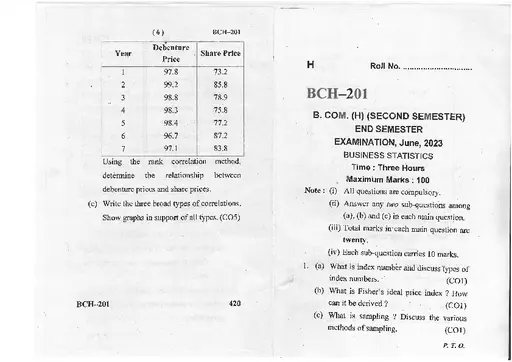 (4) BCH–201
Year Debenture Price Share Price
1 97.8 73.2
2 99.2 85.8
3 98.8 78.9
4 98.3 75.8
5 98.4 77.2
6 96.7 87.2
7 97.1 83.8
Using the rank correlation method,
determine the relationship between
debenture prices and share prices.
(c) Write the three broad types of correlations.
Show graphs in support of all types. (CO5)
BCH–201 420
H Roll No. ..............................
BCH–201
B. COM. (H) (SECOND SEMESTER)
END SEMESTER
EXAMINATION, June, 2023
BUSINESS STATISTICS
Time : Three Hours
Maximum Marks : 100
Note : (i) All questions are compulsory.
(ii) Answer any two sub-questions among
(a), (b) and (c) in each main question.
(iii) Total marks in each main question are
twenty.
(iv) Each sub-question carries 10 marks.
1. (a) What is index number and discuss types of
index numbers. (CO1)
(b) What is Fisher's ideal price index ? How
can it be derived ? (CO1)
(c) What is sampling ? Discuss the various
methods of sampling. (CO1)
P. T. O.